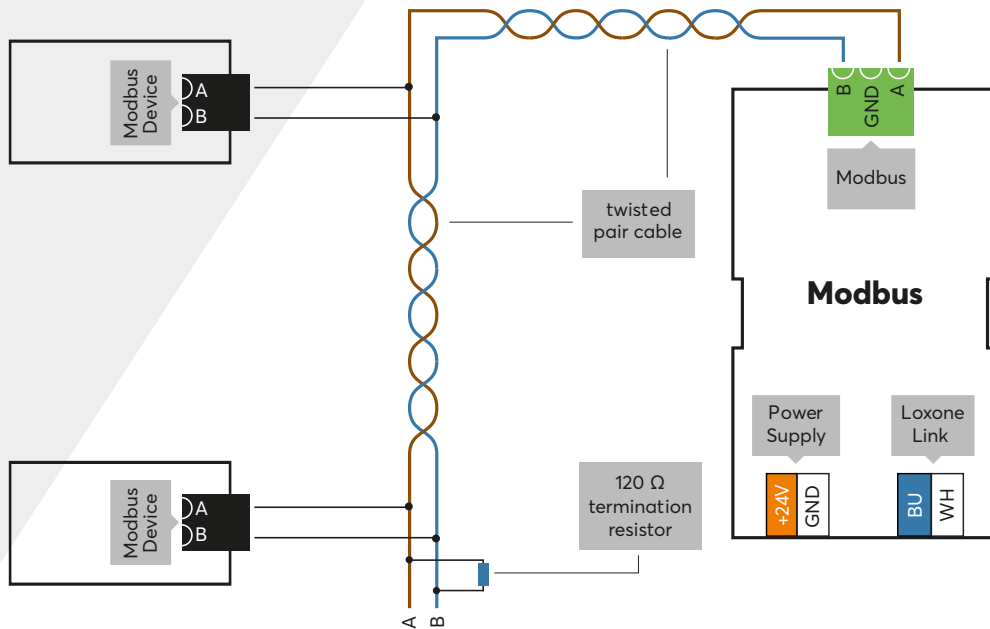 Modbus
Device
A
B
B
GND
A
Modbus
twisted
pair cable
Modbus
Power
Supply
Loxone
Link
+24V
GND
BU
WH
Modbus
Device
A
B
120 Ω
termination
resistor
A
B